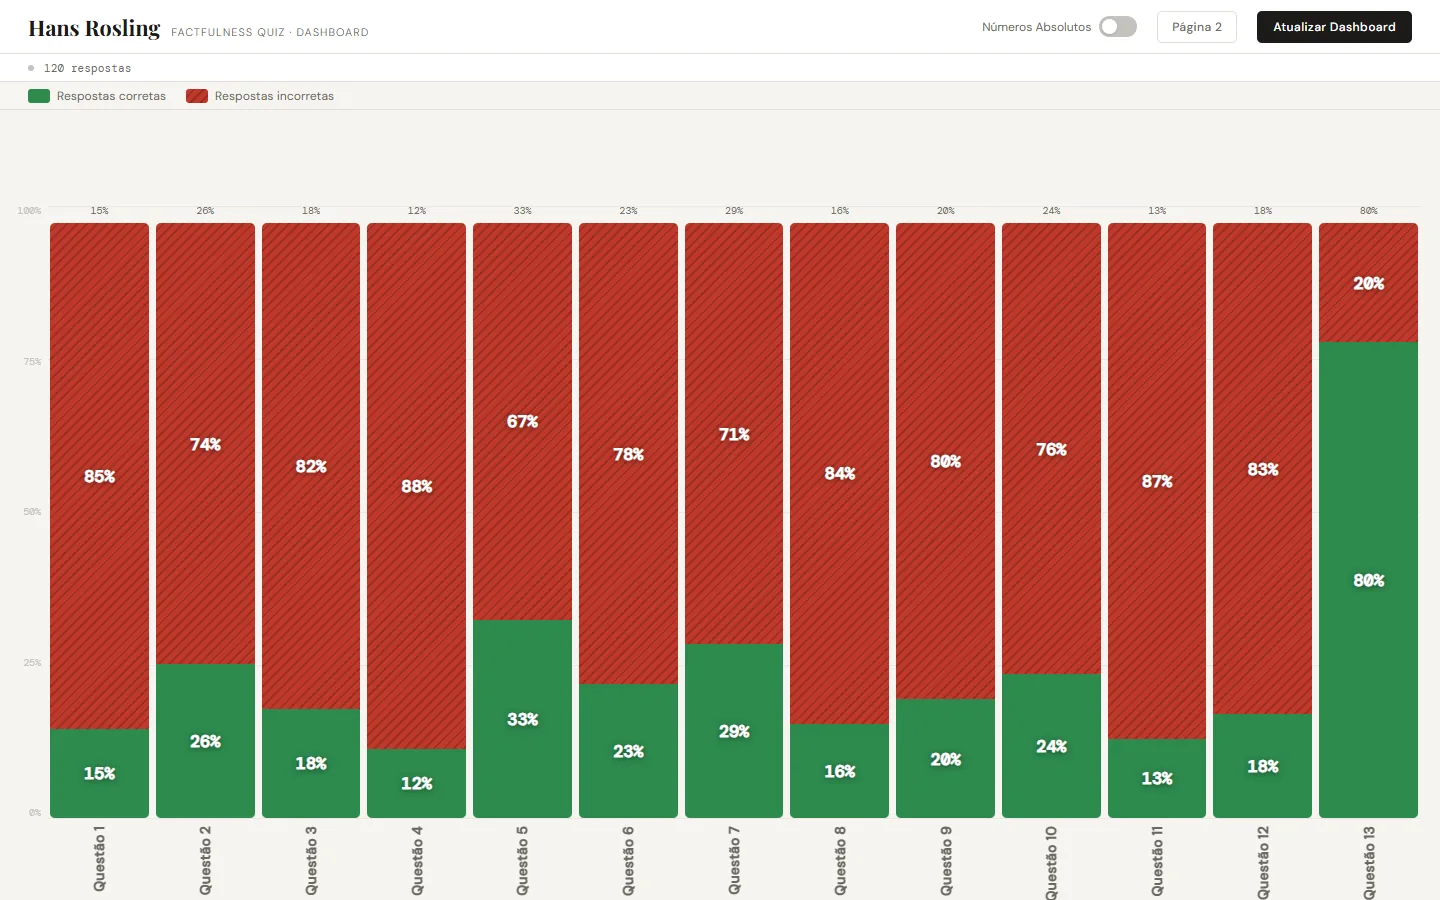 Hans Rosling FACTFULNESS QUIZ · DASHBOARD
Números Absolutos
Página 2
Atualizar Dashboard
120 respostas
Respostas corretas
Respostas incorretas
100% 15% 26% 18% 12% 33% 23% 29% 16% 20% 24% 13% 18% 80%
75%
50%
25%
0%
85% 74% 82% 88% 67% 78% 71% 84% 80% 76% 87% 83% 20%
15% 26% 18% 12% 33% 23% 29% 16% 20% 24% 13% 18% 80%
Questão 1
Questão 2
Questão 3
Questão 4
Questão 5
Questão 6
Questão 7
Questão 8
Questão 9
Questão 10
Questão 11
Questão 12
Questão 13